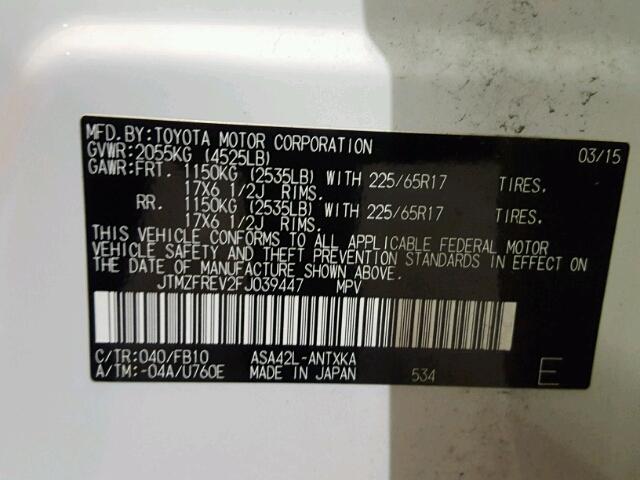 MFD.BY:TOYOTA MOTOR CORPORATION 03/15
GVWR:2055KG (4525LB)
GAWR:FRT. 1150KG (2535LB) WITH 225/65R17 TIRES.
17X6 1/2J RIMS.
RR. 1150KG (2535LB) WITH 225/65R17 TIRES.
17X6 1/2J RIMS.
THIS VEHICLE CONFORMS TO ALL APPLICABLE FEDERAL MOTOR
VEHICLE SAFETY AND THEFT PREVENTION STANDARDS IN EFFECT ON
THE DATE OF MANUFACTURE SHOWN ABOVE.
JTMZFREV2FJ039447 MPV
C/TR:040/FB10 ASA42L-ANTXKA
A/TM:-04A/U760E MADE IN JAPAN 534 E